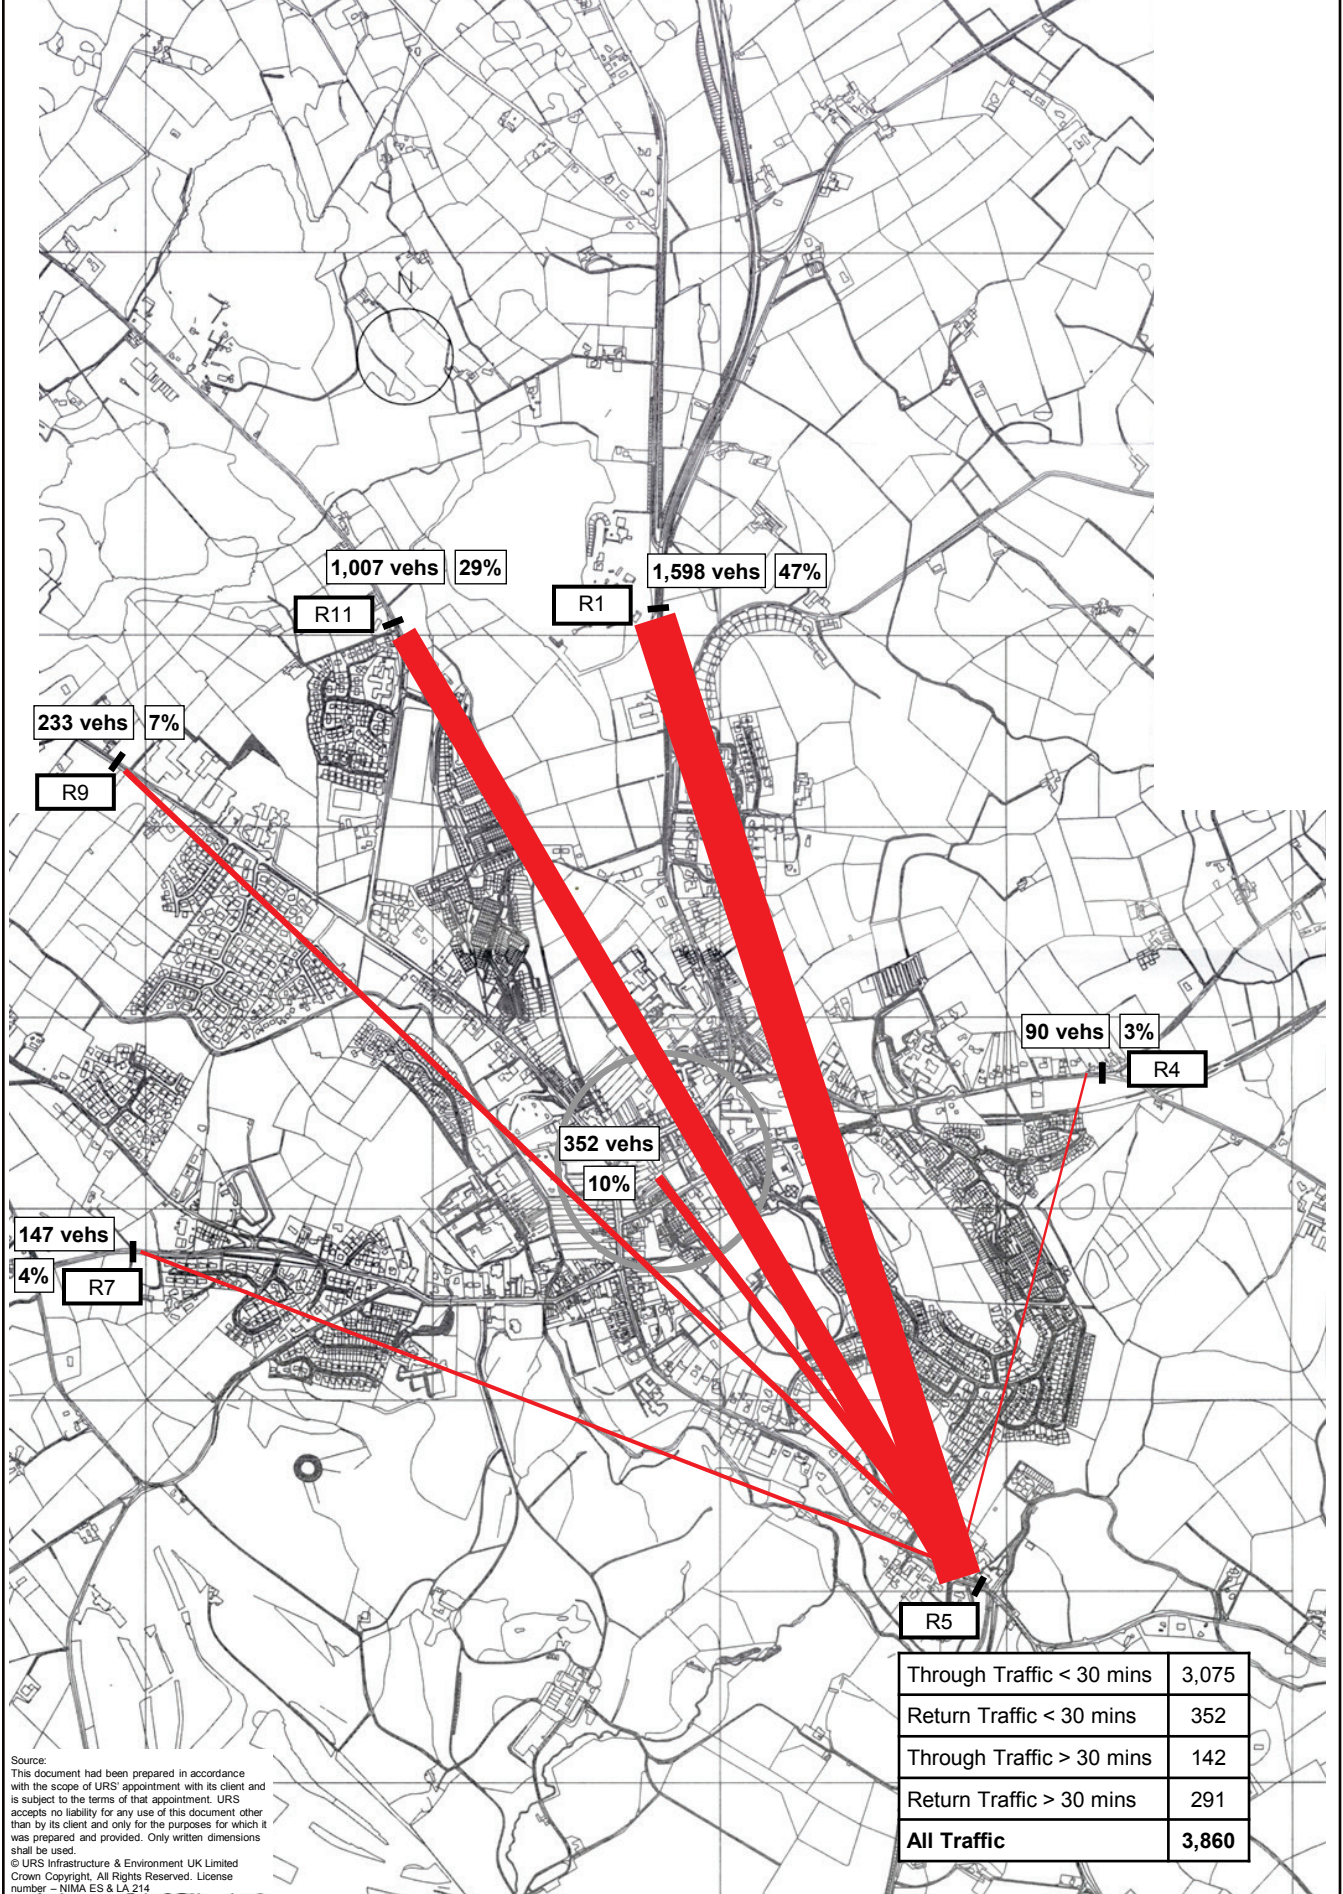 N
1,007 vehs 29%
1,598 vehs 47%
R11
R1
233 vehs 7%
R9
90 vehs 3%
R4
352 vehs
10%
147 vehs
4%
R7
R5
Through Traffic < 30 mins 3,075
Return Traffic < 30 mins 352
Through Traffic > 30 mins 142
Return Traffic > 30 mins 291
All Traffic 3,860
Source:
This document had been prepared in accordance
with the scope of URS' appointment with its client and
is subject to the terms of that appointment. URS
accepts no liability for any use of this document other
than by its client and only for the purposes for which it
was prepared and provided. Only written dimensions
shall be used.
© URS Infrastructure & Environment UK Limited
Crown Copyright, All Rights Reserved. License
number – NIMA ES & LA 214